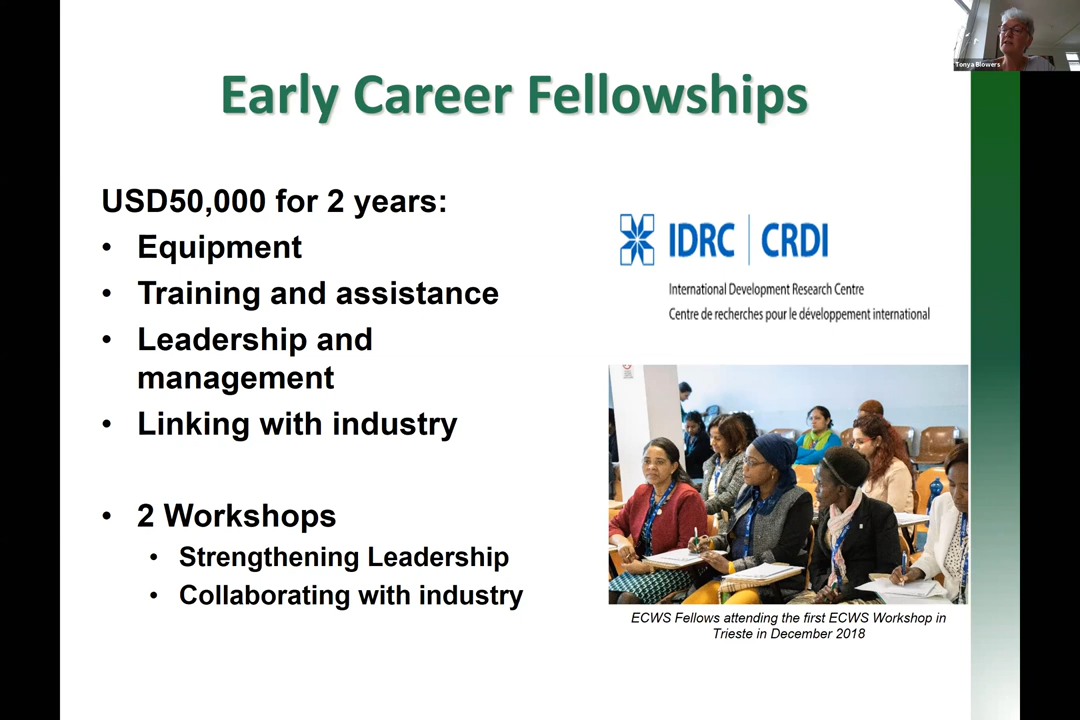 Tonya Blowers
Early Career Fellowships
USD50,000 for 2 years:
• Equipment
• Training and assistance
• Leadership and
management
• Linking with industry
• 2 Workshops
• Strengthening Leadership
• Collaborating with industry
IDRC | CRDI
International Development Research Centre
Centre de recherches pour le développement international
ECWS Fellows attending the first ECWS Workshop in
Trieste in December 2018